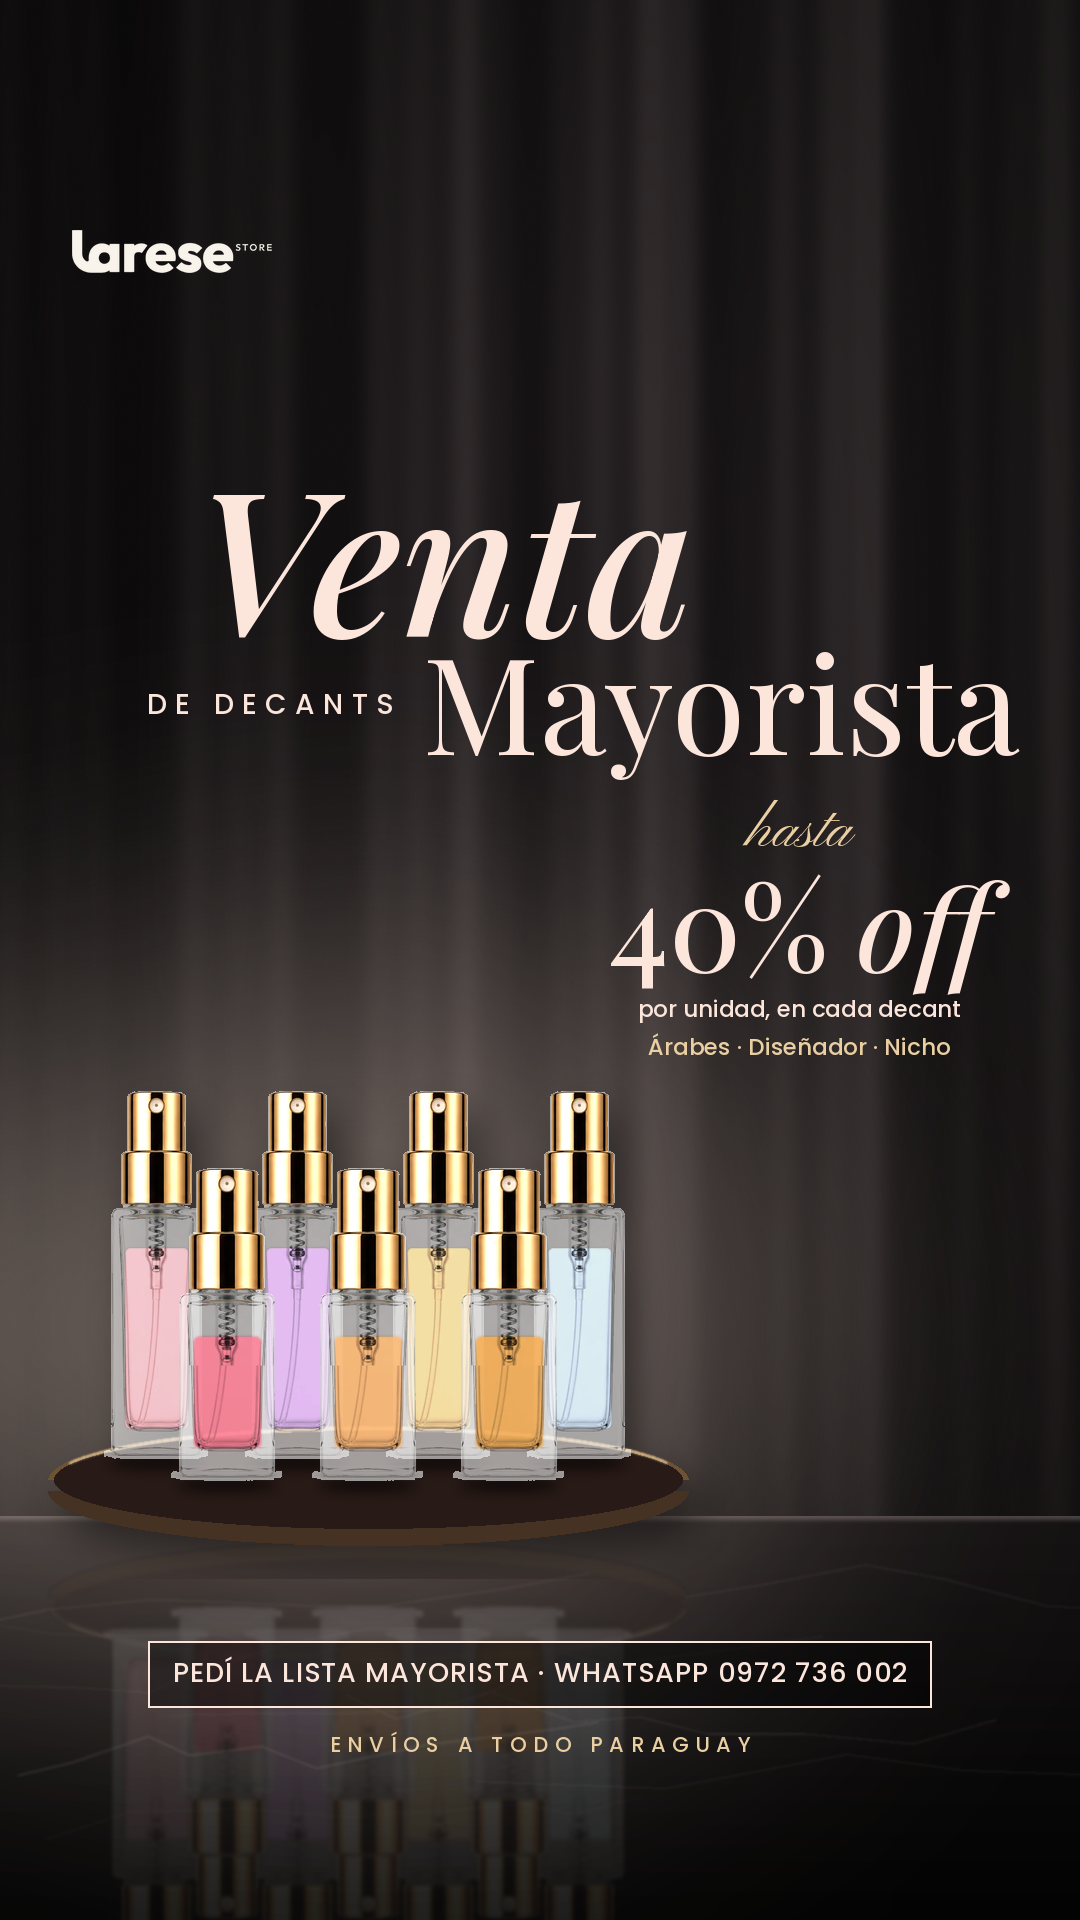 Larese STORE
Venta
DE DECANTS Mayorista
hasta
40% off
por unidad, en cada decant
Árabes · Diseñador · Nicho
PEDÍ LA LISTA MAYORISTA · WHATSAPP 0972 736 002
ENVÍOS A TODO PARAGUAY